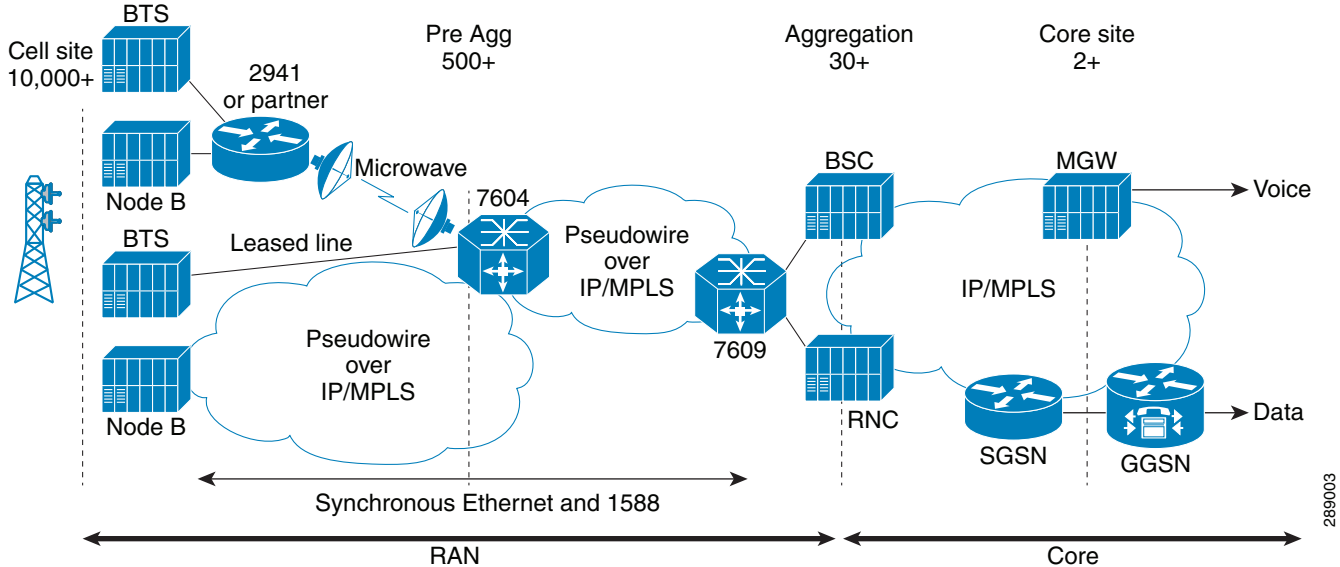 BTS
Cell site
10,000+
Pre Agg
500+
Aggregation
30+
Core site
2+
2941
or partner
Node B
Microwave
BSC
MGW
Voice
7604
BTS
Leased line
Pseudowire
over
IP/MPLS
IP/MPLS
7609
Pseudowire
over
IP/MPLS
Node B
RNC
SGSN
GGSN
Data
Synchronous Ethernet and 1588
RAN
Core
289003